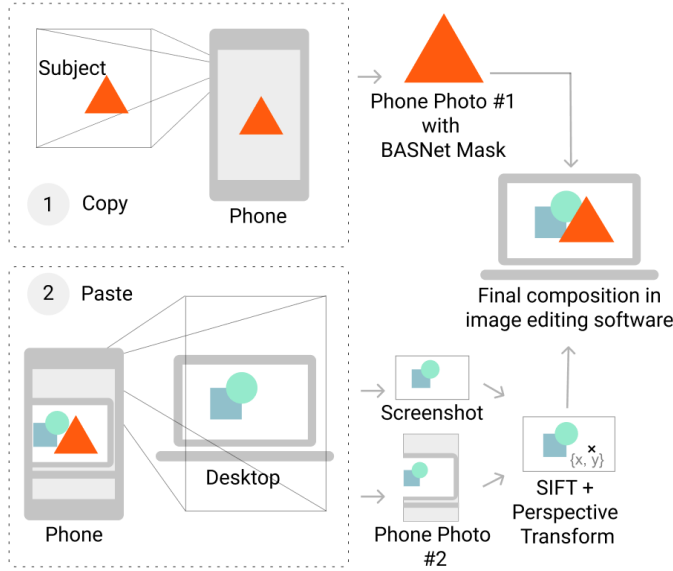 Subject
1 Copy
Phone
Phone Photo #1
with
BASNet Mask
Final composition in
image editing software
2 Paste
Phone
Desktop
Screenshot
Phone Photo
#2
{x, y}
SIFT +
Perspective
Transform